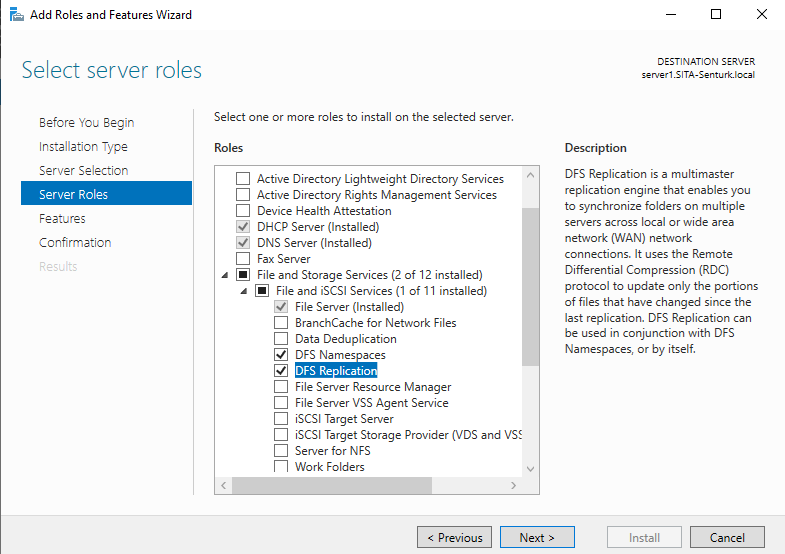 Add Roles and Features Wizard
Select server roles
DESTINATION SERVER
server1.SITA-Senturk.local
Before You Begin
Installation Type
Server Selection
Server Roles
Features
Confirmation
Results
Select one or more roles to install on the selected server.
Roles
Active Directory Lightweight Directory Services
Active Directory Rights Management Services
Device Health Attestation
DHCP Server (Installed)
DNS Server (Installed)
Fax Server
File and Storage Services (2 of 12 installed)
File and iSCSI Services (1 of 11 installed)
File Server (Installed)
BranchCache for Network Files
Data Deduplication
DFS Namespaces
DFS Replication
File Server Resource Manager
File Server VSS Agent Service
iSCSI Target Server
iSCSI Target Storage Provider (VDS and VSS
Server for NFS
Work Folders
Description
DFS Replication is a multimaster
replication engine that enables you
to synchronize folders on multiple
servers across local or wide area
network (WAN) network
connections. It uses the Remote
Differential Compression (RDC)
protocol to update only the portions
of files that have changed since the
last replication. DFS Replication can
be used in conjunction with DFS
Namespaces, or by itself.
< Previous
Next >
Install
Cancel